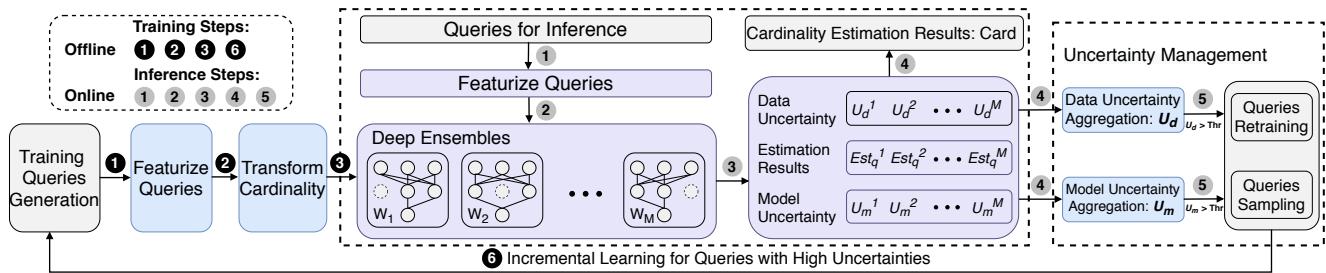 Training Steps:
Offline 1 2 3 6
Inference Steps:
Online 1 2 3 4 5
Training
Queries
Generation
1
Featurize
Queries
2
Transform
Cardinality
3
Queries for Inference
1
Featurize Queries
2
Deep Ensembles
W1
W2
• • •
WM
3
Cardinality Estimation Results: Card
4
Data
Uncertainty
Ud1 Ud2 • • • UdM
Estimation
Results
Estq1 Estq2 • • • EstqM
Model
Uncertainty
Um1 Um2 • • • UmM
4
4
Uncertainty Management
Data Uncertainty
Aggregation: Ud
5
Ud > Thr
Queries
Retraining
Model Uncertainty
Aggregation: Um
5
Um > Thr
Queries
Sampling
6 Incremental Learning for Queries with High Uncertainties